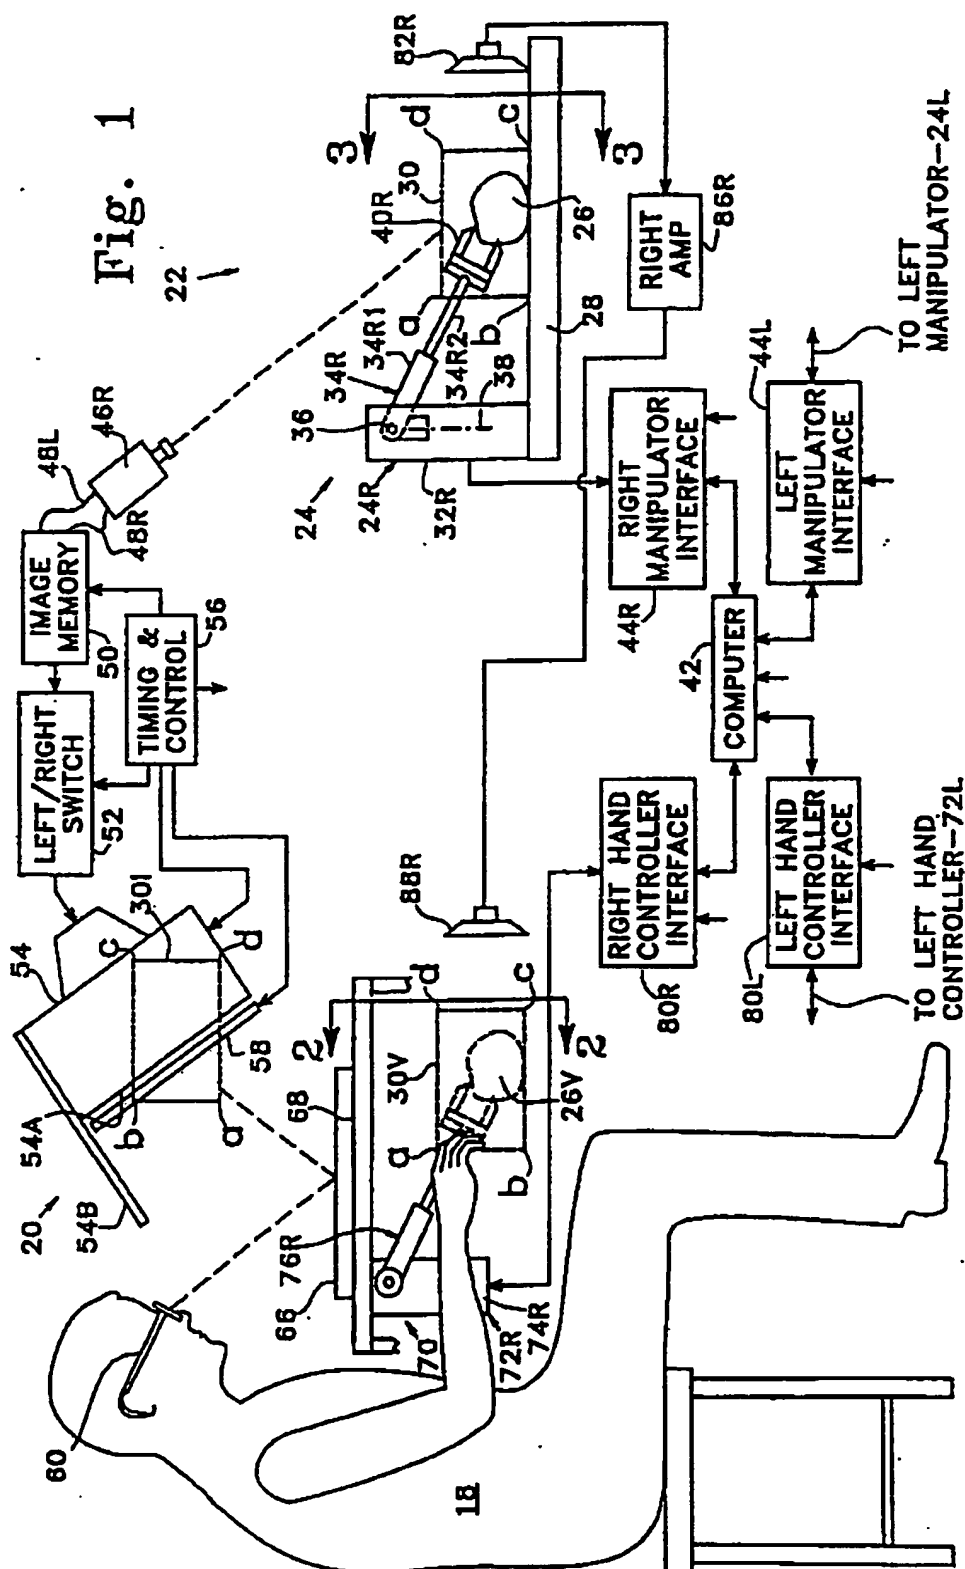 Fig. 1
22
48L
46R
48R
IMAGE
MEMORY
50
LEFT/RIGHT
SWITCH
52
TIMING &
CONTROL
56
54
30I
c
d
b
a
58
54A
54B
20
60
18
66
68
76R
70
72R
74R
2
2
30V
a
b
c
d
26V
88R
24
24R
32R
36
34R
34R1
34R2
38
a
b
40R
30
d
c
3
3
26
28
82R
RIGHT
AMP
86R
RIGHT
MANIPULATOR
INTERFACE
44R
LEFT
MANIPULATOR
INTERFACE
44L
TO LEFT
MANIPULATOR-24L
42
COMPUTER
RIGHT HAND
CONTROLLER
INTERFACE
80R
LEFT HAND
CONTROLLER
INTERFACE
80L
TO LEFT HAND
CONTROLLER-72L